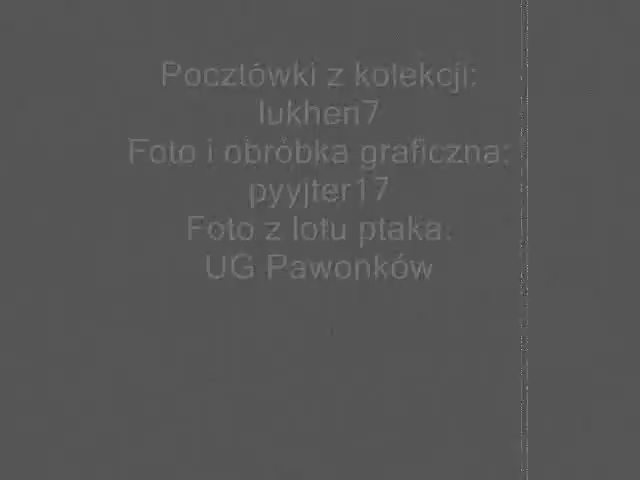 Pocztówki z kolekcji:
lukhen7
Foto i obróbka graficzna:
pyyjter17
Foto z lotu ptaka:
UG Pawonków